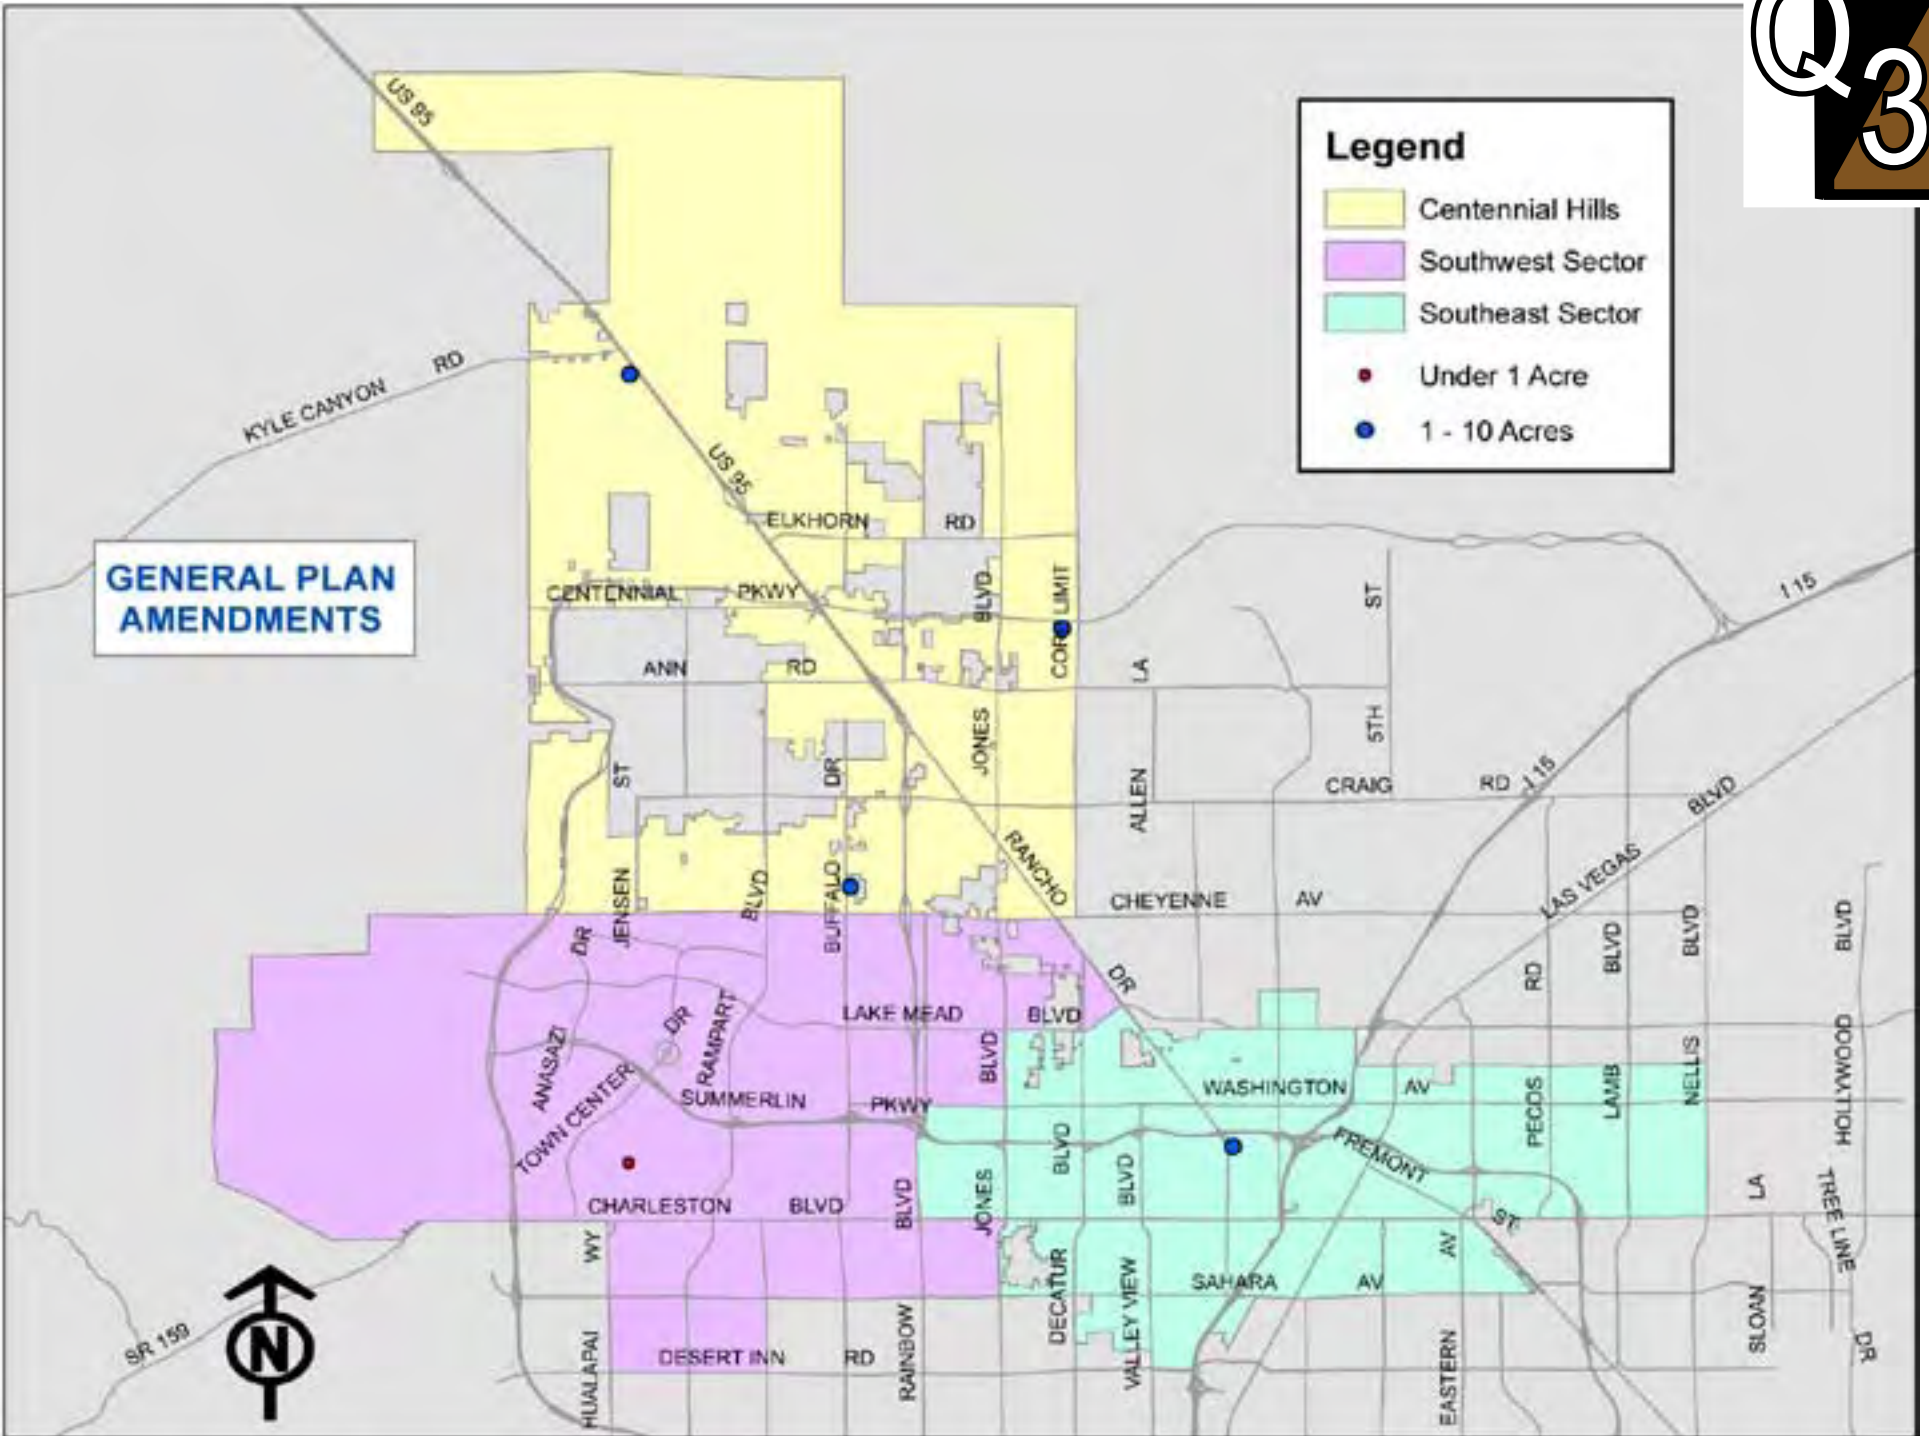 Q
3
US 95
Legend
Centennial Hills
Southwest Sector
Southeast Sector
Under 1 Acre
1 - 10 Acres
KYLE CANYON RD
US 95
ELKHORN RD
GENERAL PLAN
AMENDMENTS
CENTENNIAL PKWY
BLVD
LIMIT
ST
I 15
ANN RD
LA
JONES
5TH
ST
DR
ALLEN
CRAIG RD
I 15
BLVD
RANCHO
LAS VEGAS
JENSEN
BLVD
BUFFALO
CHEYENNE AV
DR
RD
BLVD
BLVD
BLVD
DR
LAKE MEAD BLVD
DR
RAMPART
ANASAZI
BLVD
HOLLYWOOD
NELLIS
TOWN CENTER
SUMMERLIN PKWY
WASHINGTON AV
PECOS
LAMB
FREMONT
BLVD
BLVD
CHARLESTON BLVD
BLVD
JONES
ST
LA
TREE LINE
WY
AV
DECATUR
VALLEY VIEW
SAHARA AV
SLOAN
SR 159
N
HUALAPAI
DESERT INN RD
RAINBOW
EASTERN
DR